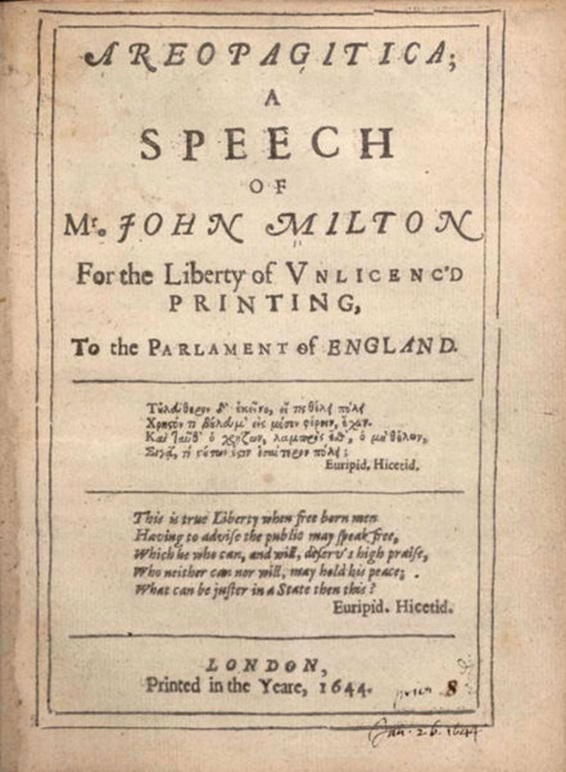 AREOPAGITICA;
A
SPEECH
OF
Mr. JOHN MILTON
For the Liberty of VNLICENC'D
PRINTING,
To the PARLAMENT of ENGLAND.
Τοὐλεύθερον δ' ἐκεῖνο, εἴ τις θέλει πόλει
Χρηστόν τι βούλευμ' εἰς μέσον φέρειν, ἔχων.
Καὶ ταῦθ' ὁ χρῄζων, λαμπρός ἐσθ', ὁ μὴ θέλων,
Σιγᾷ, τί τούτων ἐστιν ἰσαίτερον πόλει;
Euripid. Hicetid.
This is true Liberty when free born men
Having to advise the public may speak free,
Which he who can, and will, deserv's high praise,
Who neither can nor will, may hold his peace;
What can be juster in a State then this?
Euripid. Hicetid.
LONDON,
Printed in the Yeare, 1644.
8
Jan. 26. 1644